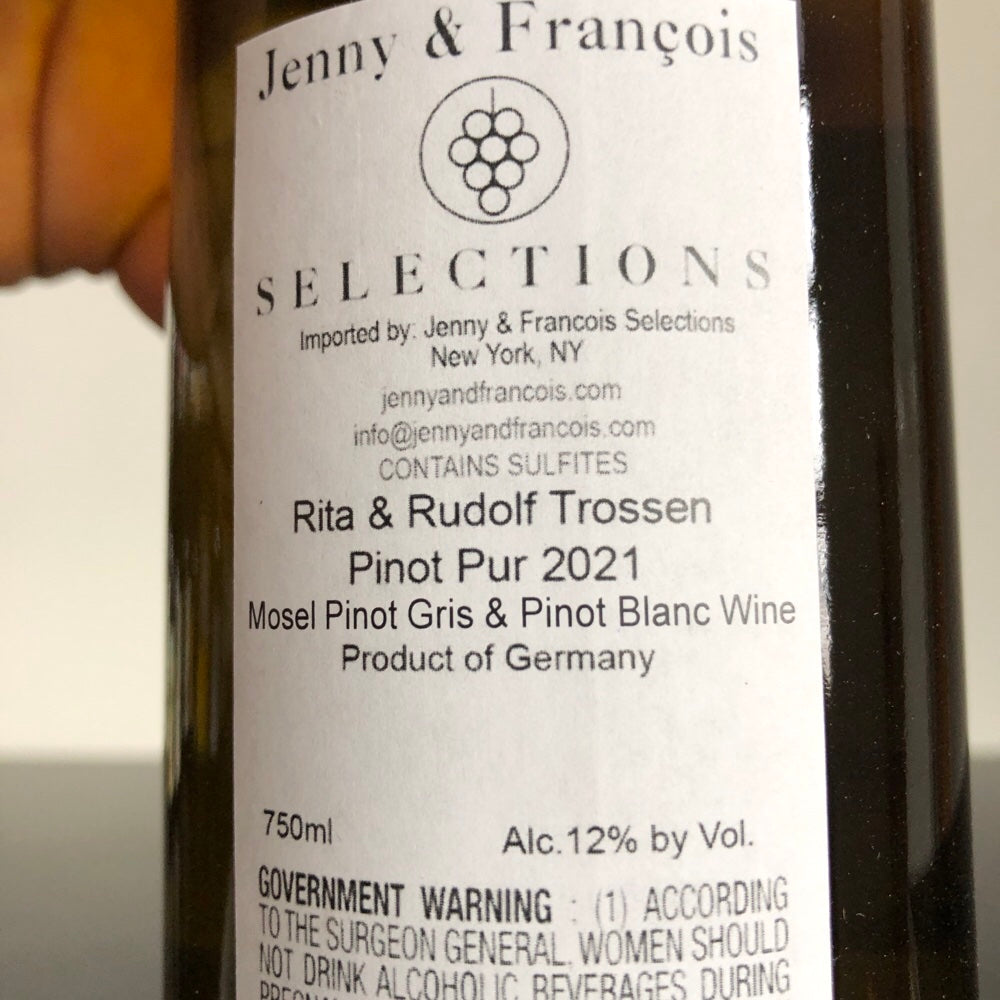 Jenny & François
SELECTIONS
Imported by: Jenny & Francois Selections
New York, NY
jennyandfrancois.com
info@jennyandfrancois.com
CONTAINS SULFITES
Rita & Rudolf Trossen
Pinot Pur 2021
Mosel Pinot Gris & Pinot Blanc Wine
Product of Germany
750ml Alc.12% by Vol.
GOVERNMENT WARNING : (1) ACCORDING
TO THE SURGEON GENERAL. WOMEN SHOULD
NOT DRINK ALCOHOLIC BEVERAGES DURING